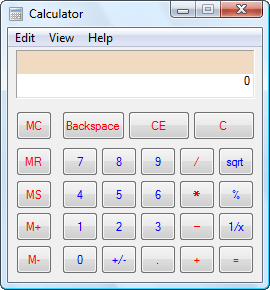 Calculator
Edit View Help
0
MC Backspace CE C
MR 7 8 9 / sqrt
MS 4 5 6 * %
M+ 1 2 3 − 1/x
M- 0 +/- . + =